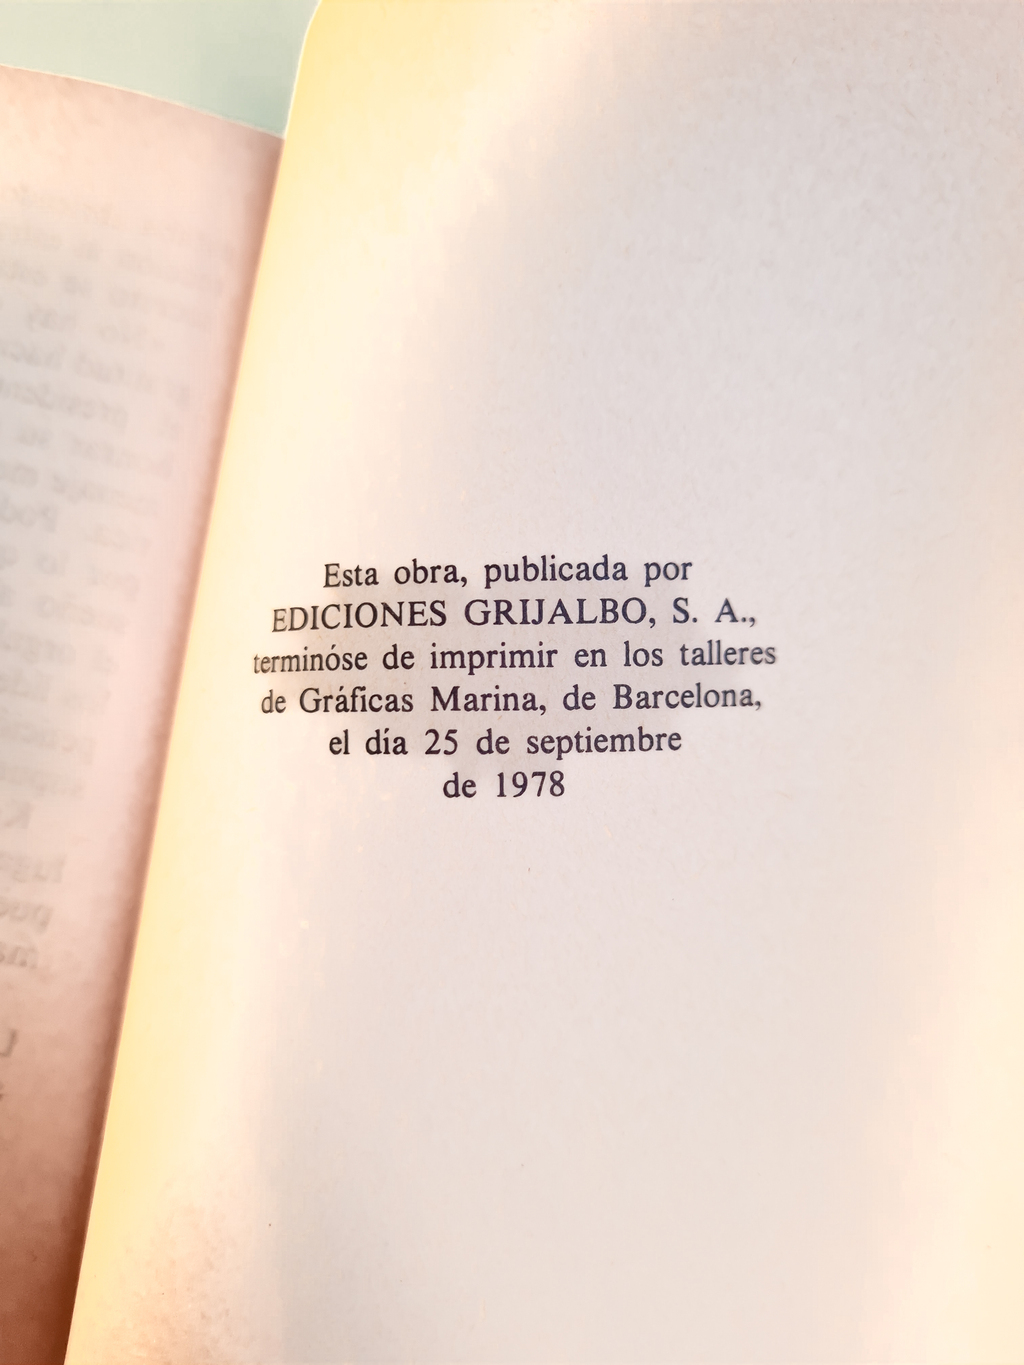 Esta obra, publicada por
EDICIONES GRIJALBO, S. A.,
terminóse de imprimir en los talleres
de Gráficas Marina, de Barcelona,
el día 25 de septiembre
de 1978